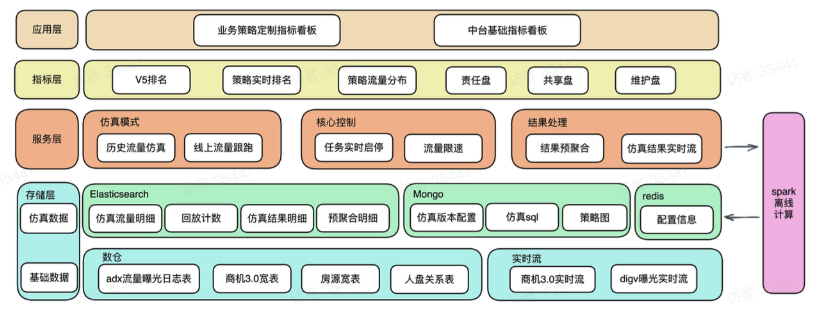 应用层
业务策略定制指标看板
中台基础指标看板
指标层
V5排名
策略实时排名
策略流量分布
责任盘
共享盘
维护盘
服务层
仿真模式
历史流量仿真
线上流量跟跑
核心控制
任务实时启停
流量限速
结果处理
结果预聚合
仿真结果实时流
spark
离线
计算
存储层
仿真数据
Elasticsearch
仿真流量明细
回放计数
仿真结果明细
预聚合明细
Mongo
仿真版本配置
仿真sql
策略图
redis
配置信息
基础数据
数仓
adx流量曝光日志表
商机3.0宽表
房源宽表
人盘关系表
实时流
商机3.0实时流
digv曝光实时流
访客 35441
访客 35441
访客 35441
访客 35441
访客 35441